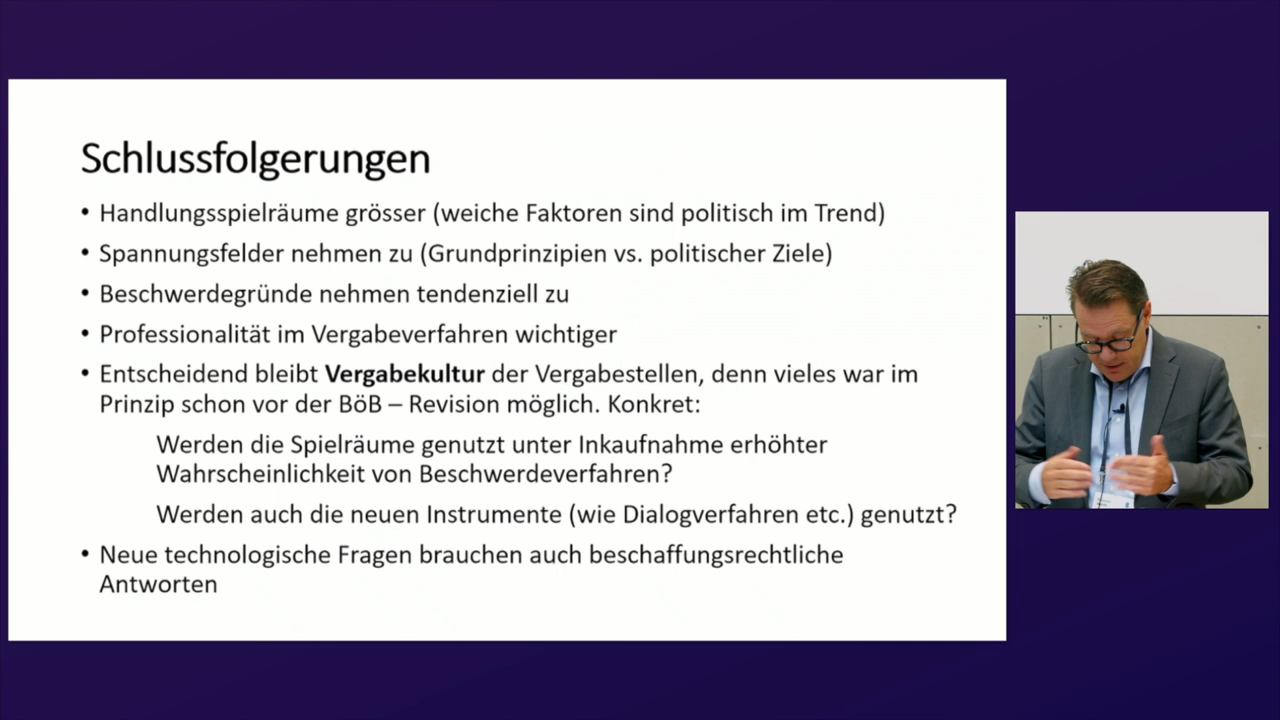 Schlussfolgerungen
• Handlungsspielräume grösser (weiche Faktoren sind politisch im Trend)
• Spannungsfelder nehmen zu (Grundprinzipien vs. politischer Ziele)
• Beschwerdegründe nehmen tendenziell zu
• Professionalität im Vergabeverfahren wichtiger
• Entscheidend bleibt Vergabekultur der Vergabestellen, denn vieles war im
Prinzip schon vor der BöB – Revision möglich. Konkret:
Werden die Spielräume genutzt unter Inkaufnahme erhöhter
Wahrscheinlichkeit von Beschwerdeverfahren?
Werden auch die neuen Instrumente (wie Dialogverfahren etc.) genutzt?
• Neue technologische Fragen brauchen auch beschaffungsrechtliche
Antworten